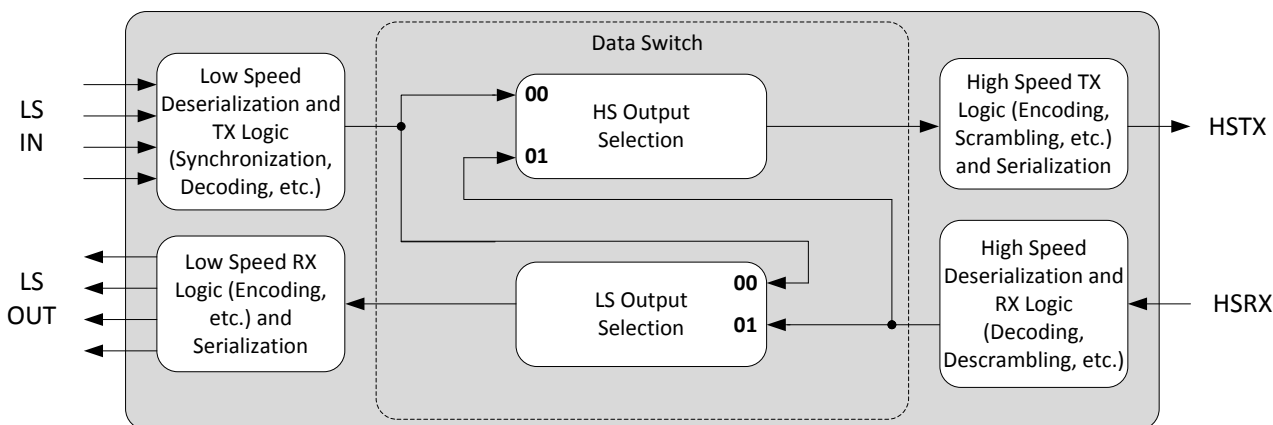 Data Switch
LS
IN
Low Speed
Deserialization and
TX Logic
(Synchronization,
Decoding, etc.)
00
01
HS Output
Selection
High Speed TX
Logic (Encoding,
Scrambling, etc.)
and Serialization
HSTX
LS
OUT
Low Speed RX
Logic (Encoding,
etc.) and
Serialization
LS Output
Selection
00
01
High Speed
Deserialization and
RX Logic
(Decoding,
Descrambling, etc.)
HSRX